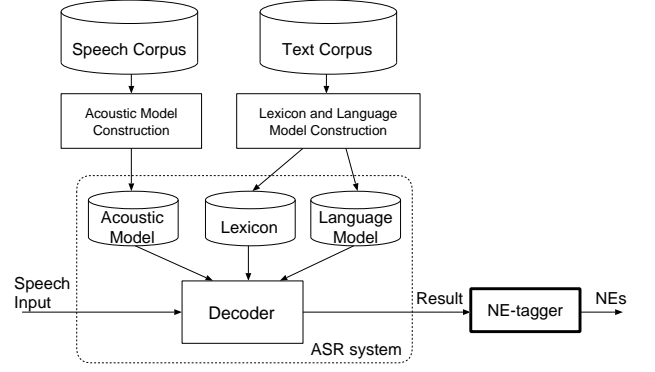 Speech Corpus
Text Corpus
Acoustic Model
Construction
Lexicon and Language
Model Construction
Acoustic
Model
Lexicon
Language
Model
Speech
Input
Decoder
Result
NE-tagger
NEs
ASR system